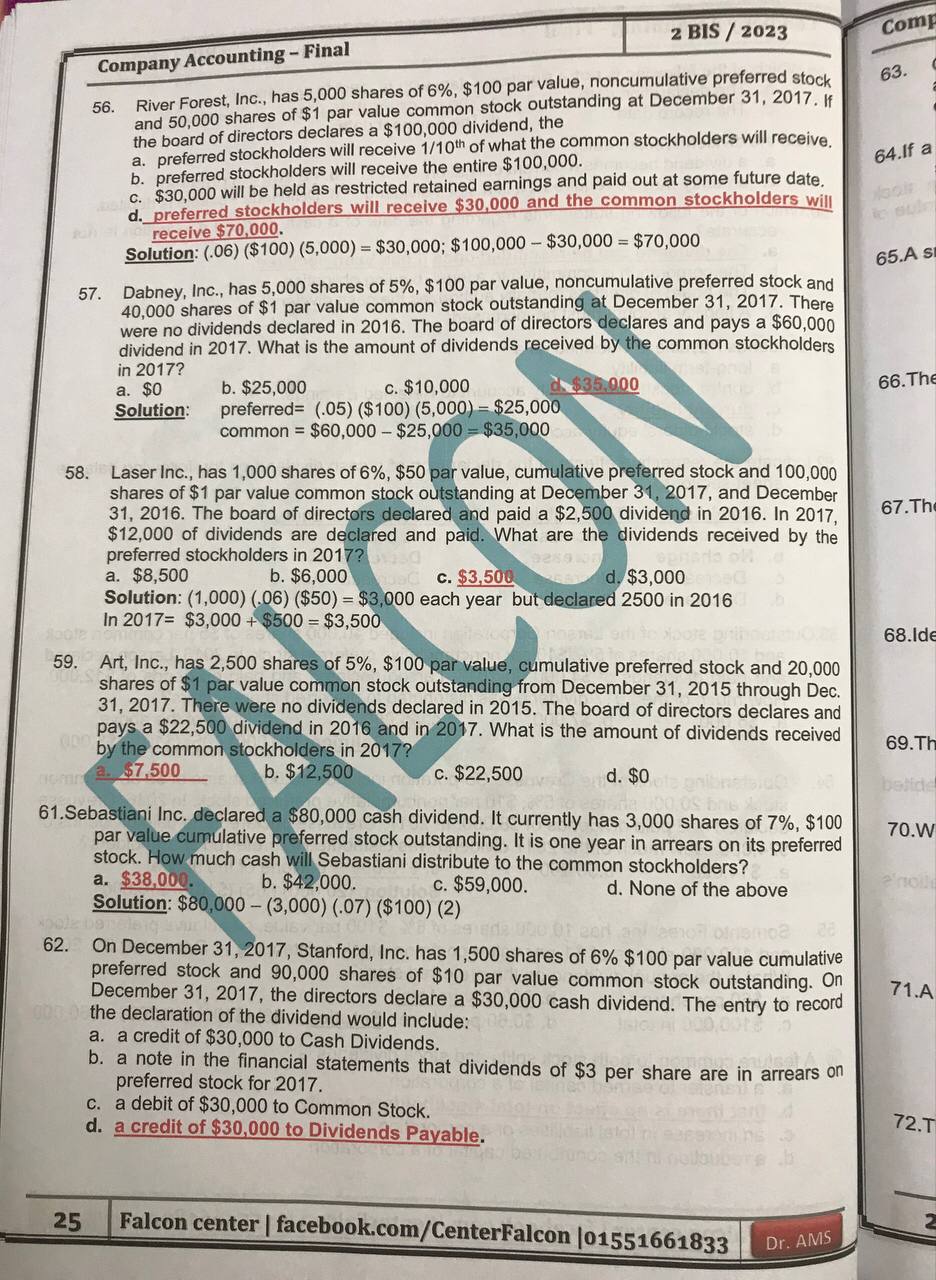 Company Accounting – Final
2 BIS / 2023
56. River Forest, Inc., has 5,000 shares of 6%, $100 par value, noncumulative preferred stock
and 50,000 shares of $1 par value common stock outstanding at December 31, 2017. If
the board of directors declares a $100,000 dividend, the
a. preferred stockholders will receive 1/10th of what the common stockholders will receive.
b. preferred stockholders will receive the entire $100,000.
c. $30,000 will be held as restricted retained earnings and paid out at some future date.
d. preferred stockholders will receive $30,000 and the common stockholders will
receive $70,000.
Solution: (.06) ($100) (5,000) = $30,000; $100,000 – $30,000 = $70,000
57. Dabney, Inc., has 5,000 shares of 5%, $100 par value, noncumulative preferred stock and
40,000 shares of $1 par value common stock outstanding at December 31, 2017. There
were no dividends declared in 2016. The board of directors declares and pays a $60,000
dividend in 2017. What is the amount of dividends received by the common stockholders
in 2017?
a. $0 b. $25,000 c. $10,000 d. $35,000
Solution: preferred= (.05) ($100) (5,000) = $25,000
common = $60,000 – $25,000 = $35,000
58. Laser Inc., has 1,000 shares of 6%, $50 par value, cumulative preferred stock and 100,000
shares of $1 par value common stock outstanding at December 31, 2017, and December
31, 2016. The board of directors declared and paid a $2,500 dividend in 2016. In 2017,
$12,000 of dividends are declared and paid. What are the dividends received by the
preferred stockholders in 2017?
a. $8,500 b. $6,000 c. $3,500 d. $3,000
Solution: (1,000) (.06) ($50) = $3,000 each year but declared 2500 in 2016
In 2017= $3,000 + $500 = $3,500
59. Art, Inc., has 2,500 shares of 5%, $100 par value, cumulative preferred stock and 20,000
shares of $1 par value common stock outstanding from December 31, 2015 through Dec.
31, 2017. There were no dividends declared in 2015. The board of directors declares and
pays a $22,500 dividend in 2016 and in 2017. What is the amount of dividends received
by the common stockholders in 2017?
a. $7,500 b. $12,500 c. $22,500 d. $0
61.Sebastiani Inc. declared a $80,000 cash dividend. It currently has 3,000 shares of 7%, $100
par value cumulative preferred stock outstanding. It is one year in arrears on its preferred
stock. How much cash will Sebastiani distribute to the common stockholders?
a. $38,000. b. $42,000. c. $59,000. d. None of the above
Solution: $80,000 – (3,000) (.07) ($100) (2)
62. On December 31, 2017, Stanford, Inc. has 1,500 shares of 6% $100 par value cumulative
preferred stock and 90,000 shares of $10 par value common stock outstanding. On
December 31, 2017, the directors declare a $30,000 cash dividend. The entry to record
the declaration of the dividend would include:
a. a credit of $30,000 to Cash Dividends.
b. a note in the financial statements that dividends of $3 per share are in arrears on
preferred stock for 2017.
c. a debit of $30,000 to Common Stock.
d. a credit of $30,000 to Dividends Payable.
FALCON
25 Falcon center | facebook.com/CenterFalcon |01551661833 Dr. AMS
63.
64.If a
65.A
66.The
67.
68.
69.
70.
71.A
72.